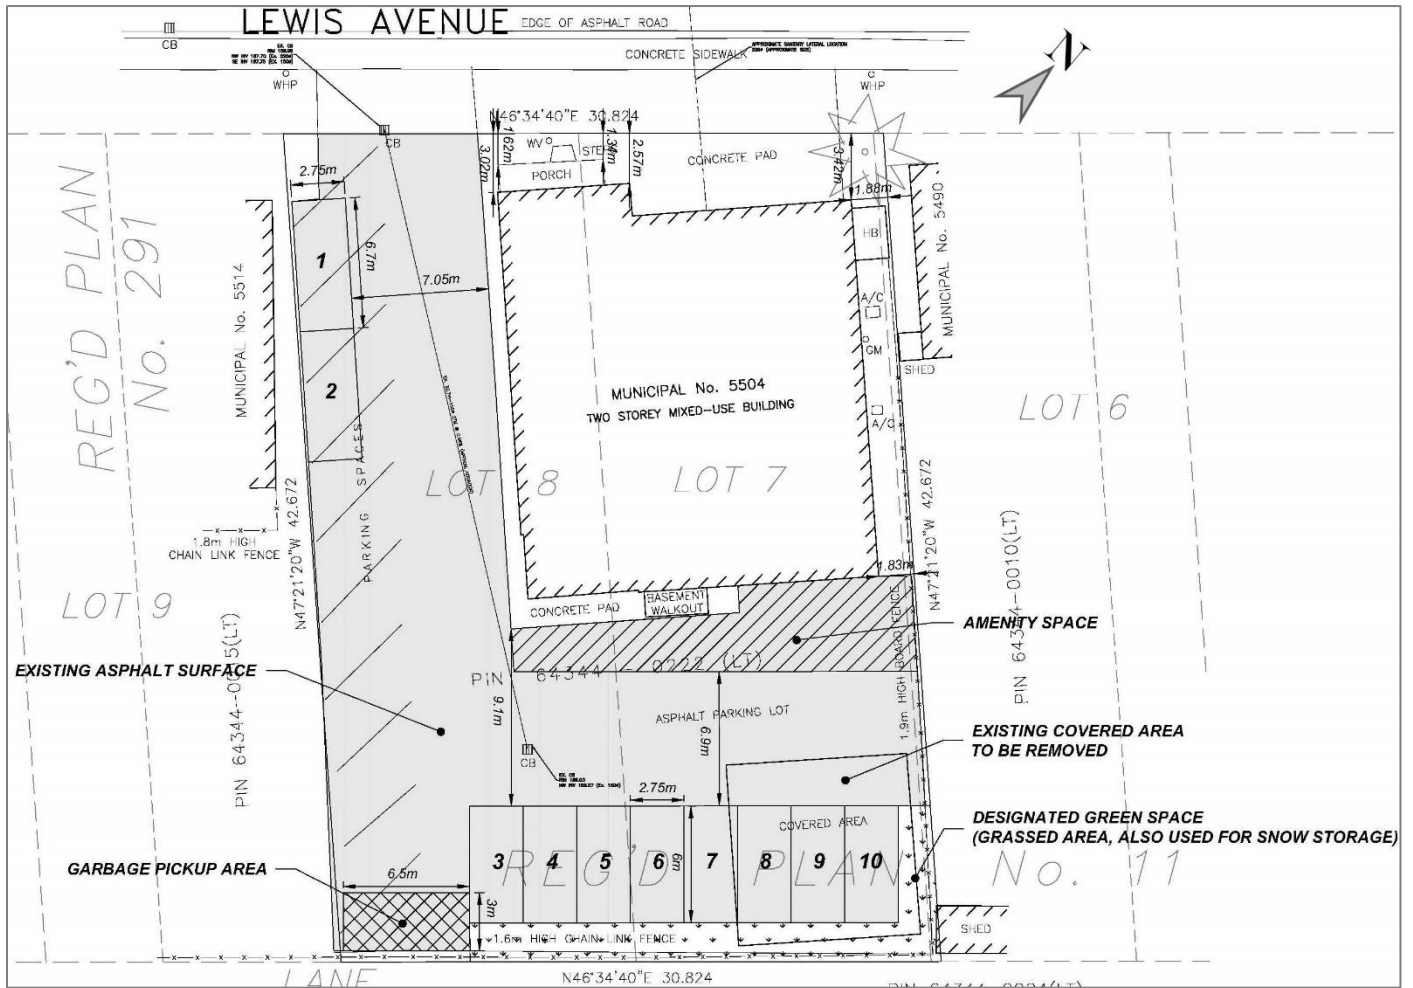 LEWIS AVENUE
EDGE OF ASPHALT ROAD
CB
CONCRETE SIDEWALK
APPROXIMATE SANITARY LATERAL LOCATION
N
WHP
WHP
CB
N46°34'40"E 30.824
3.02m
1.62m
WV
STEP
1.34m
2.57m
PORCH
CONCRETE PAD
3.42m
1.88m
2.75m
REG'D PLAN
No. 291
MUNICIPAL No. 5514
1
6.7m
7.05m
2
HB
A/C
GM
A/C
MUNICIPAL No. 5490
SHED
MUNICIPAL No. 5504
TWO STOREY MIXED-USE BUILDING
LOT 6
PARKING SPACES
LOT 8
LOT 7
1.8m HIGH
CHAIN LINK FENCE
N47°21'20"W 42.672
N47°21'20"W 42.672
PIN 64344-0010(LT)
LOT 9
1.83m
CONCRETE PAD
BASEMENT
WALKOUT
AMENITY SPACE
1.9m HIGH BOARD FENCE
EXISTING ASPHALT SURFACE
PIN 64344 - 0222 (LT)
9.1m
ASPHALT PARKING LOT
6.9m
EXISTING COVERED AREA
TO BE REMOVED
CB
2.75m
COVERED AREA
DESIGNATED GREEN SPACE
(GRASSED AREA, ALSO USED FOR SNOW STORAGE)
GARBAGE PICKUP AREA
6.5m
3m
3 4 5 6 6m 7 8 9 10
REG'D PLAN No. 11
1.6m HIGH CHAIN LINK FENCE
SHED
LANE
N46°34'40"E 30.824